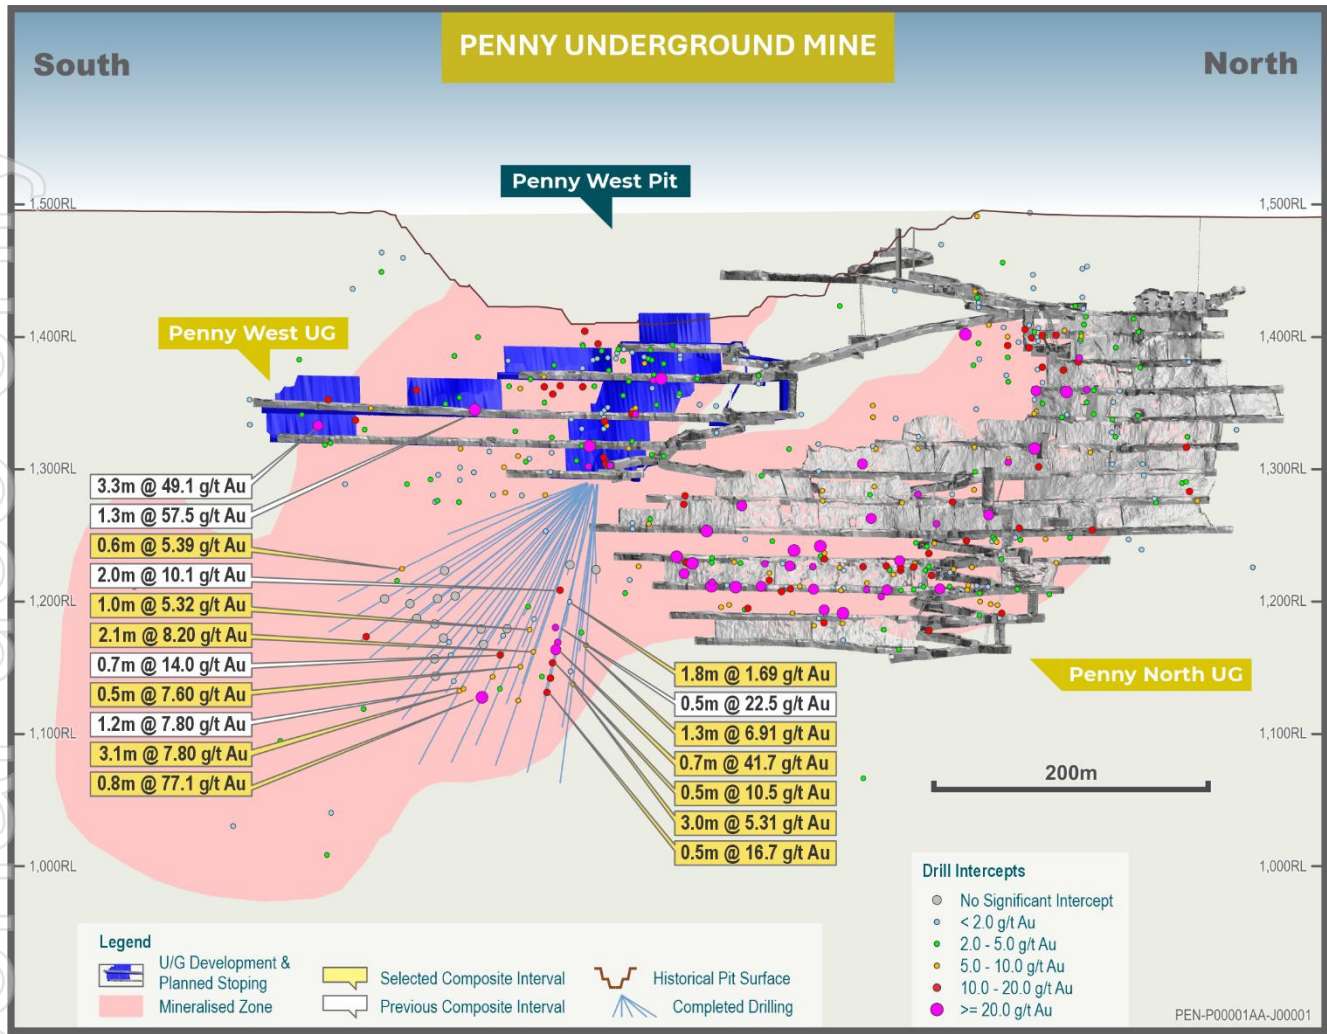 PENNY UNDERGROUND MINE
South
North
Penny West Pit
1,500RL
1,500RL
Penny West UG
1,400RL
1,400RL
1,300RL
1,300RL
3.3m @ 49.1 g/t Au
1.3m @ 57.5 g/t Au
0.6m @ 5.39 g/t Au
2.0m @ 10.1 g/t Au
1,200RL
1,200RL
1.0m @ 5.32 g/t Au
2.1m @ 8.20 g/t Au
0.7m @ 14.0 g/t Au
0.5m @ 7.60 g/t Au
1.2m @ 7.80 g/t Au
3.1m @ 7.80 g/t Au
0.8m @ 77.1 g/t Au
1.8m @ 1.69 g/t Au
0.5m @ 22.5 g/t Au
1.3m @ 6.91 g/t Au
0.7m @ 41.7 g/t Au
0.5m @ 10.5 g/t Au
3.0m @ 5.31 g/t Au
0.5m @ 16.7 g/t Au
Penny North UG
1,100RL
1,100RL
200m
1,000RL
1,000RL
Legend
U/G Development &
Planned Stoping
Mineralised Zone
Selected Composite Interval
Previous Composite Interval
Historical Pit Surface
Completed Drilling
Drill Intercepts
No Significant Intercept
< 2.0 g/t Au
2.0 - 5.0 g/t Au
5.0 - 10.0 g/t Au
10.0 - 20.0 g/t Au
>= 20.0 g/t Au
PEN-P00001AA-J00001